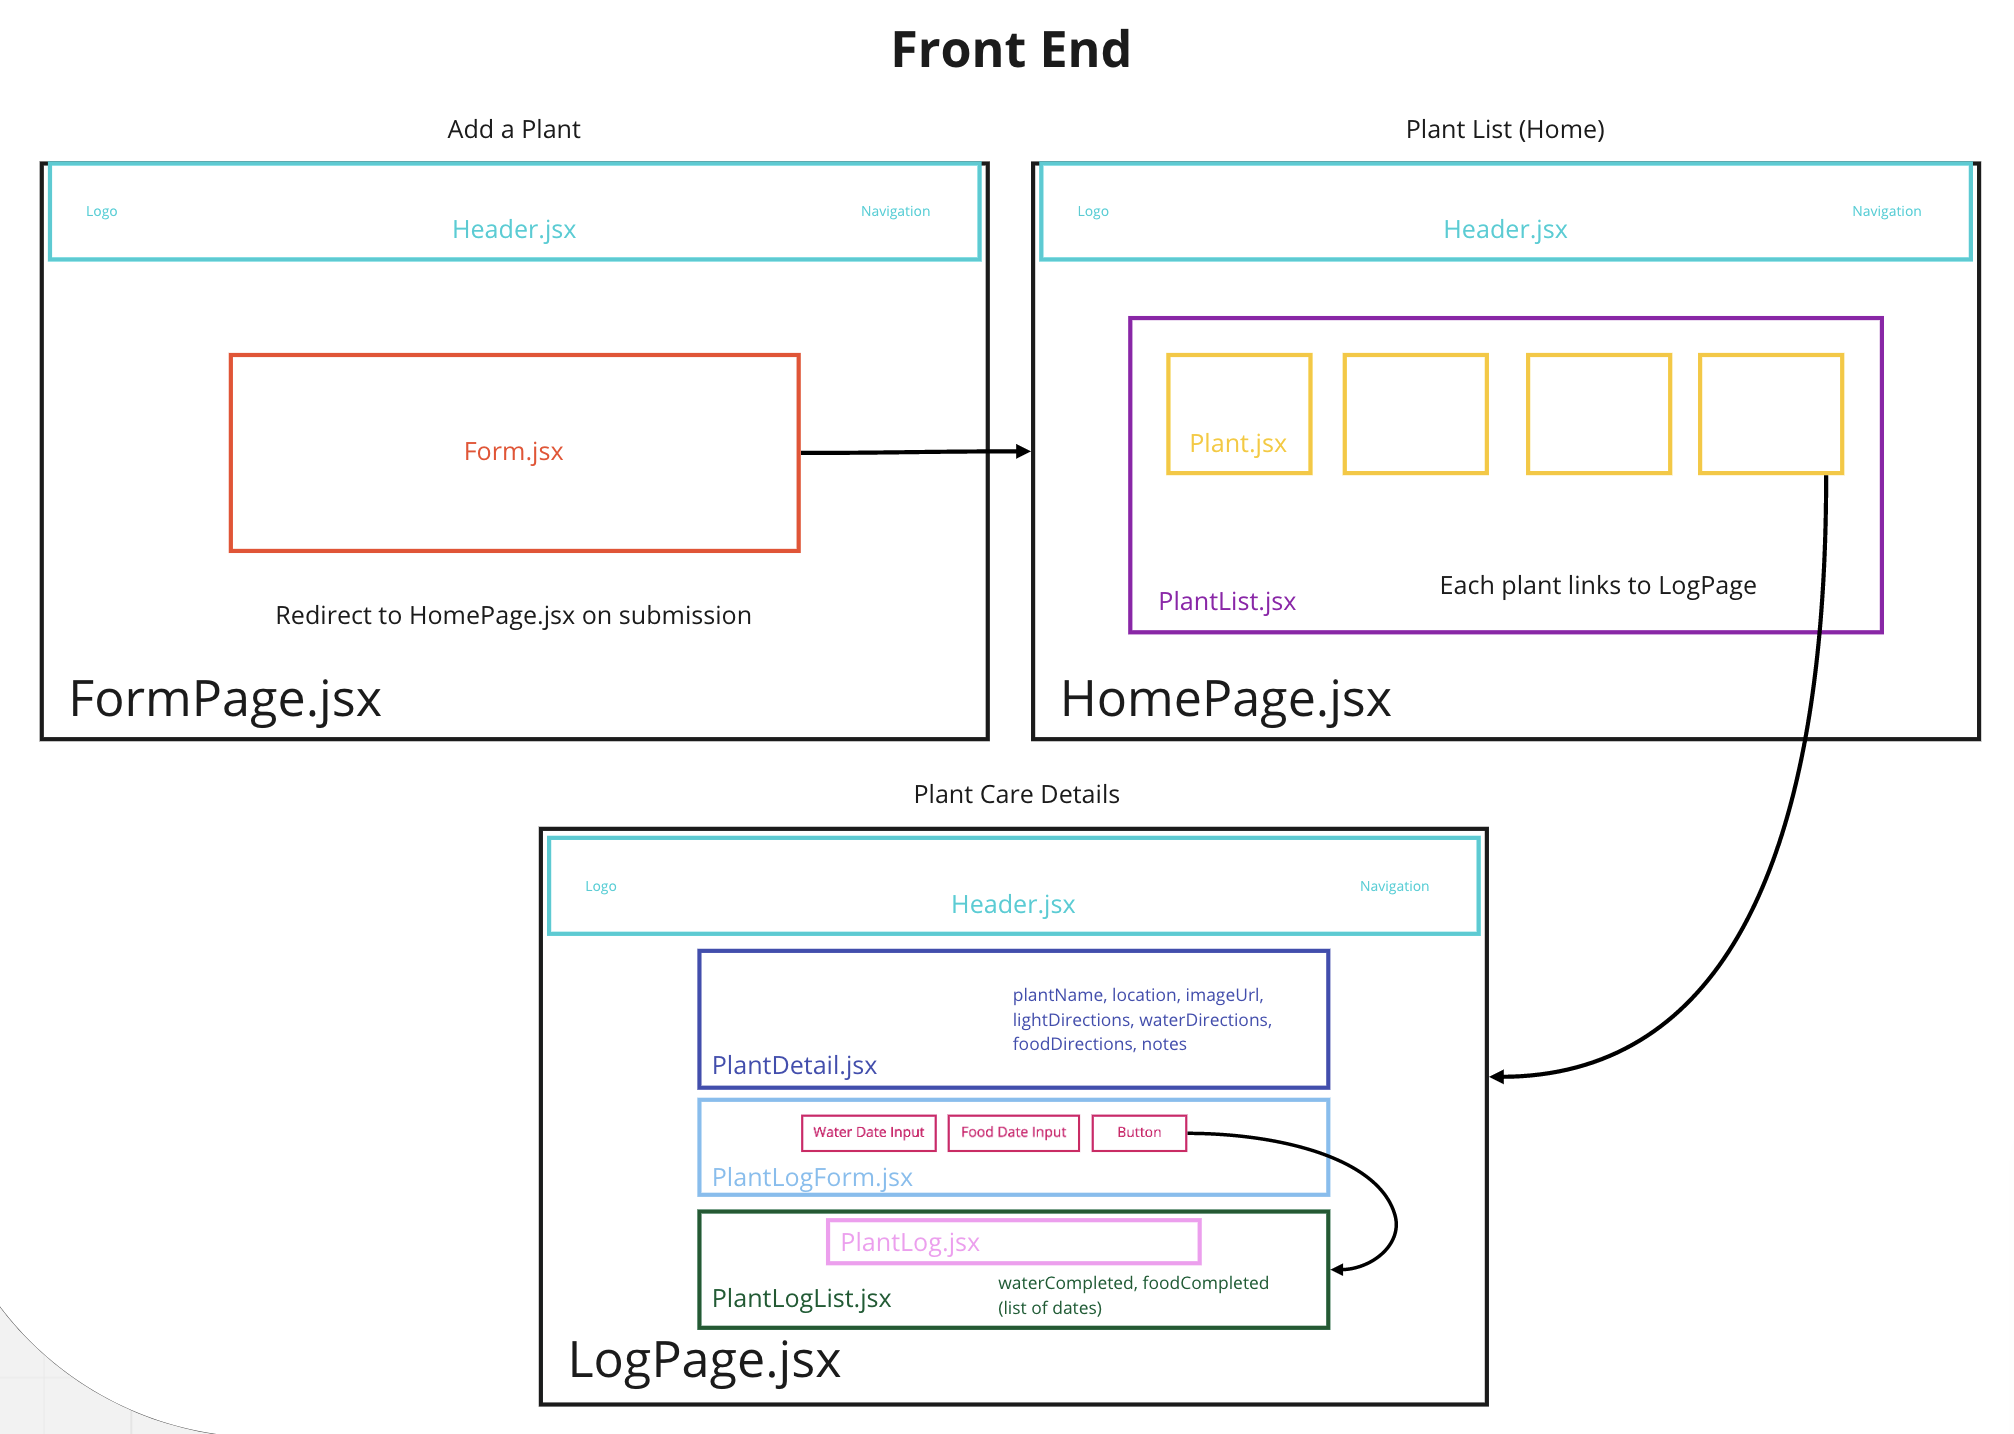 Front End
Add a Plant
Logo
Navigation
Header.jsx
Form.jsx
Redirect to HomePage.jsx on submission
FormPage.jsx
Plant List (Home)
Logo
Navigation
Header.jsx
Plant.jsx
Each plant links to LogPage
PlantList.jsx
HomePage.jsx
Plant Care Details
Logo
Navigation
Header.jsx
plantName, location, imageUrl,
lightDirections, waterDirections,
foodDirections, notes
PlantDetail.jsx
Water Date Input
Food Date Input
Button
PlantLogForm.jsx
PlantLog.jsx
waterCompleted, foodCompleted
(list of dates)
PlantLogList.jsx
LogPage.jsx